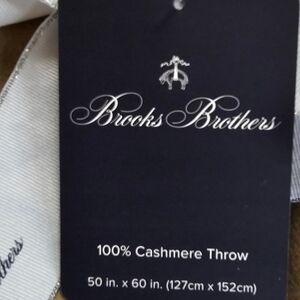 Brooks Brothers
100% Cashmere Throw
50 in. x 60 in. (127cm x 152cm)